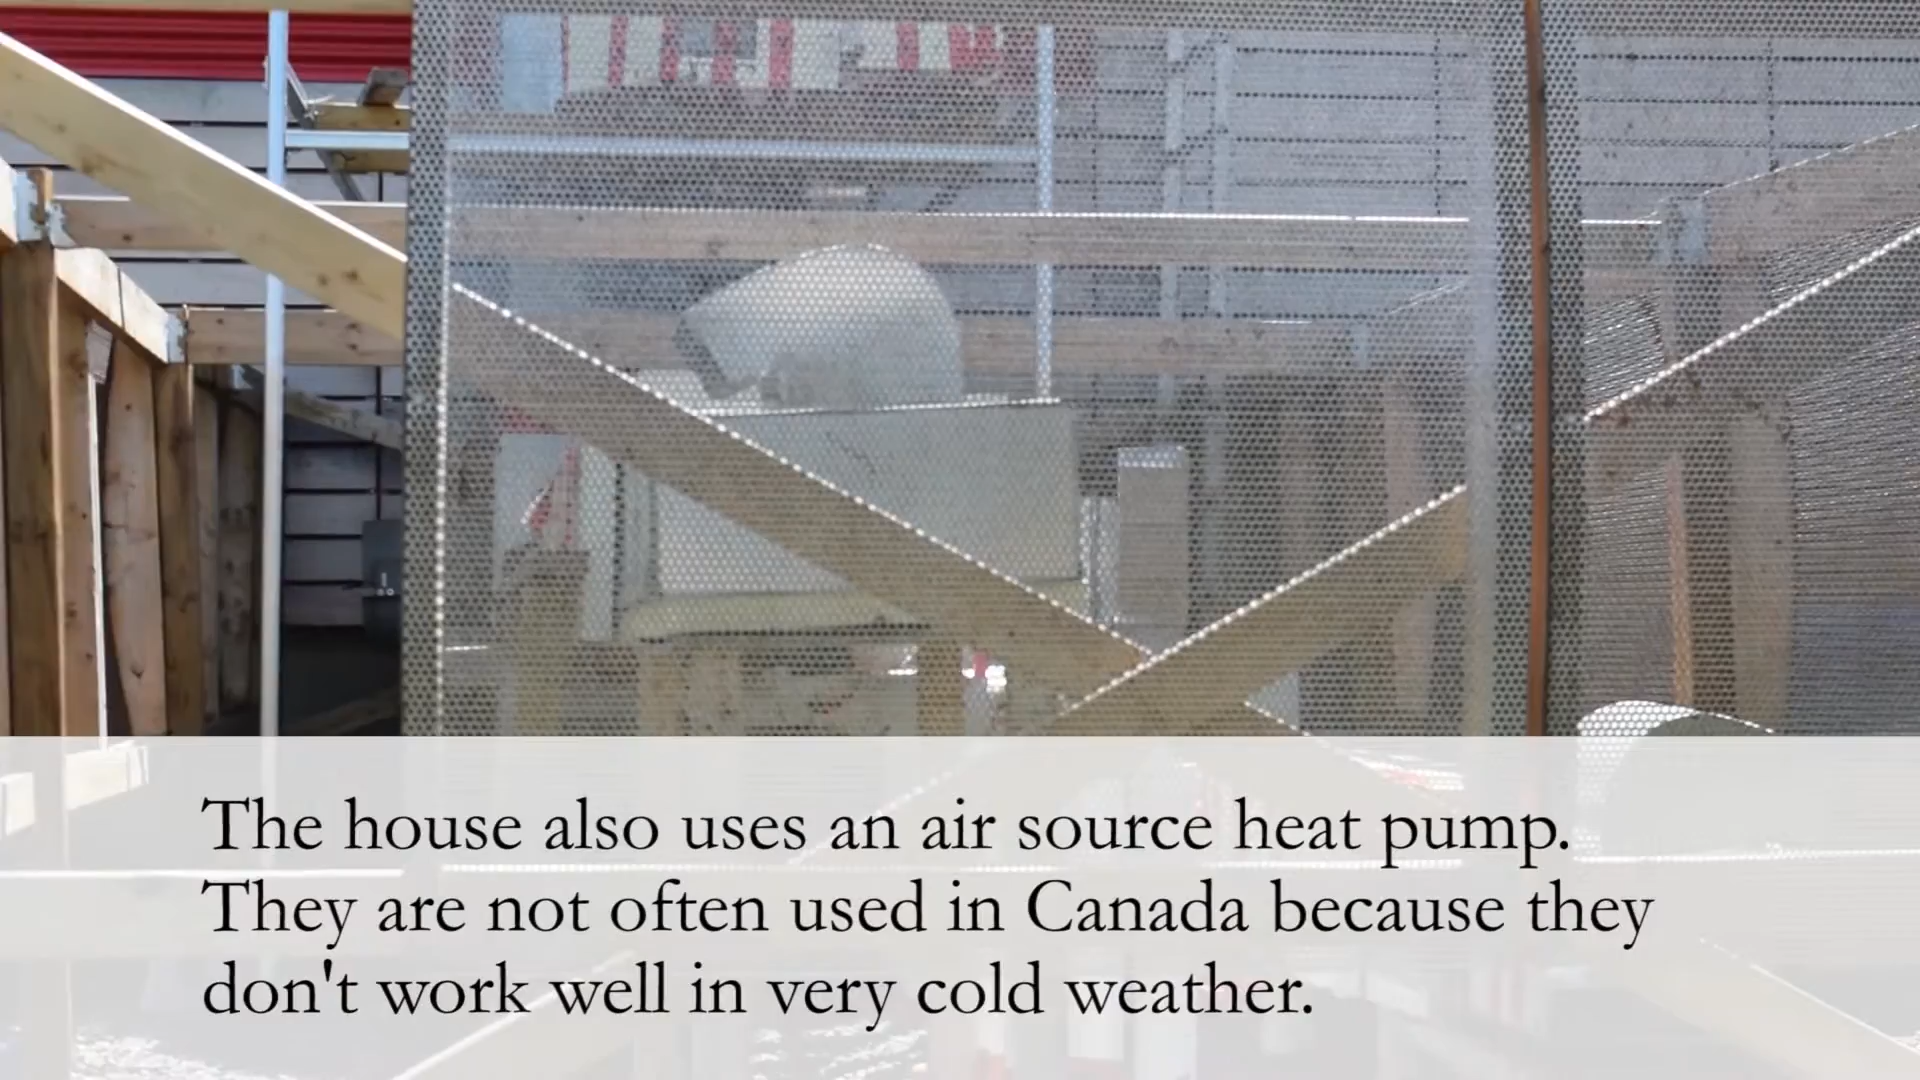 The house also uses an air source heat pump.
They are not often used in Canada because they
don't work well in very cold weather.